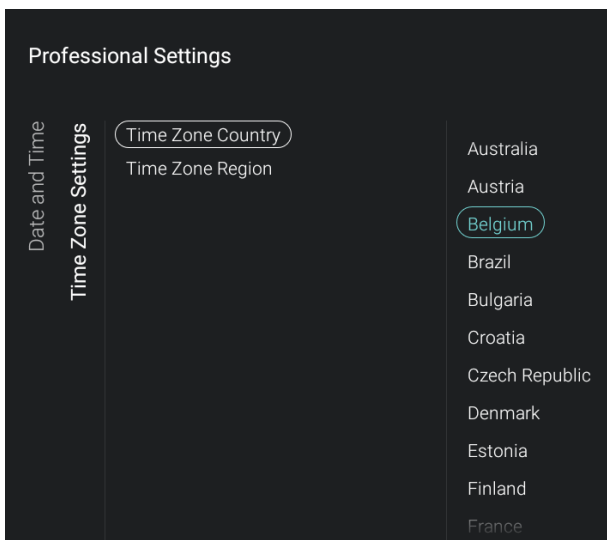 Professional Settings
Date and Time
Time Zone Settings
Time Zone Country
Time Zone Region
Australia
Austria
Belgium
Brazil
Bulgaria
Croatia
Czech Republic
Denmark
Estonia
Finland
France